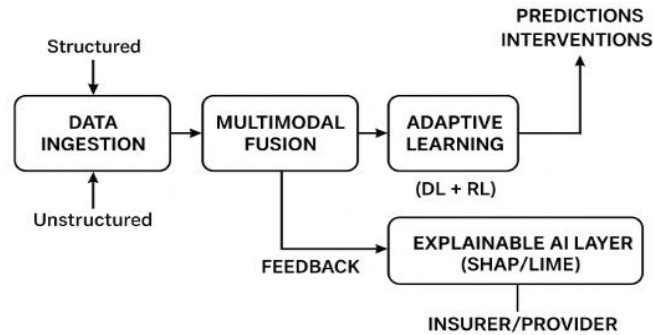 PREDICTIONS
INTERVENTIONS
Structured
DATA
INGESTION
MULTIMODAL
FUSION
ADAPTIVE
LEARNING
(DL + RL)
Unstructured
FEEDBACK
EXPLAINABLE AI LAYER
(SHAP/LIME)
INSURER/PROVIDER